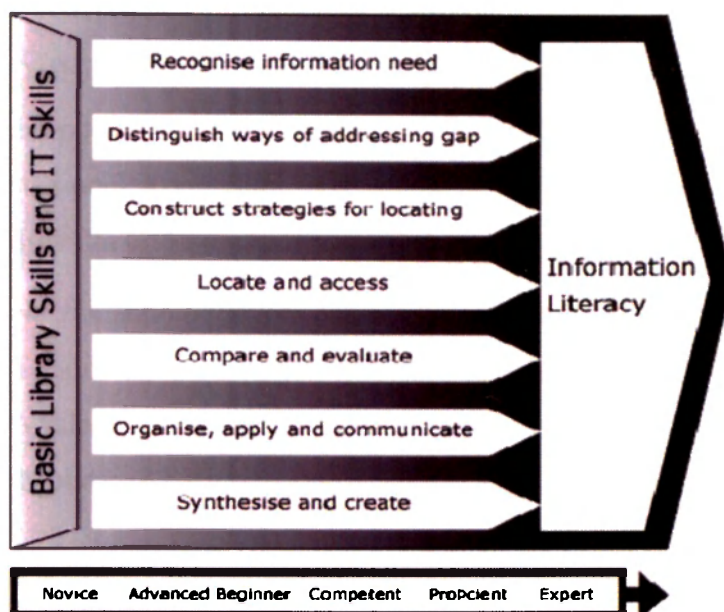 Basic Library Skills and IT Skills
Recognise information need
Distinguish ways of addressing gap
Construct strategies for locating
Locate and access
Compare and evaluate
Organise, apply and communicate
Synthesise and create
Information
Literacy
Novice Advanced Beginner Competent Proficient Expert